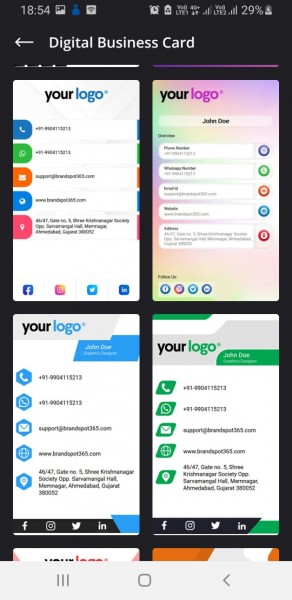 18:54
Vo) 4G+ Vo)
LTE1 LTE2 29%
Digital Business Card
your logo®
+91-9904115213
+91-9904115213
support@brandspot365.com
www.brandspot365.com
46/47, Gate no. 5, Shree Krishnanagar Society
Opp. Sarvamangal Hall, Memnagar,
Ahmedabad, Gujarat 380052
your logo®
John Doe
Overview
Phone Number
+91-9904115213
Whatsapp Number
+91-9904115213
Email Id
support@brandspot365.com
Website
www.brandspot365.com
Address
46/47, Gate no. 5, Shree Krishnanagar Society
Opp. Sarvamangal Hall, Memnagar,
Ahmedabad, Gujarat 380052
Follow Us:
your logo®
John Doe
Graphics Designer
+91-9904115213
+91-9904115213
support@brandspot365.com
www.brandspot365.com
46/47, Gate no. 5, Shree Krishnanagar
Society Opp. Sarvamangal Hall,
Memnagar, Ahmedabad, Gujarat
380052
your logo®
John Doe
Graphics Designer
+91-9904115213
+91-9904115213
support@brandspot365.com
www.brandspot365.com
46/47, Gate no. 5, Shree Krishnanagar
Society Opp. Sarvamangal Hall,
Memnagar, Ahmedabad, Gujarat
380052